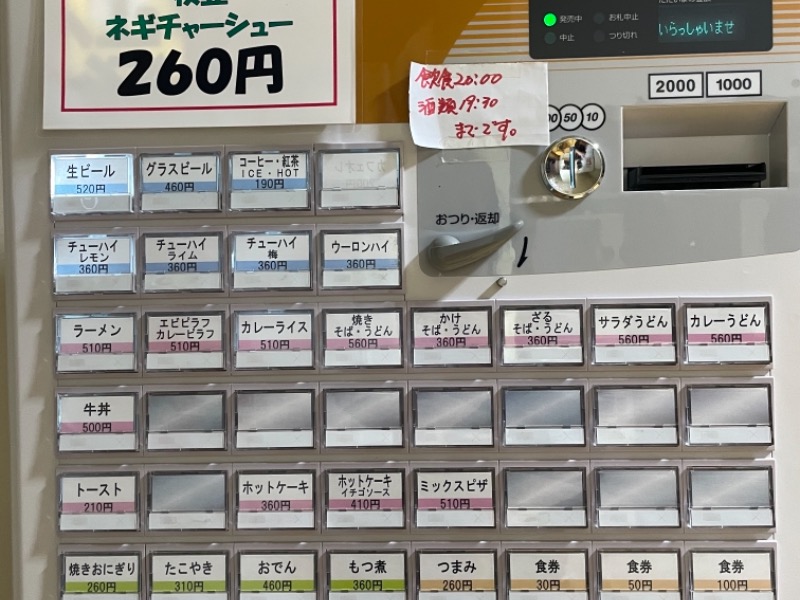 ネギチャーシュー
260円
発売中
お札中止
中止
つり切れ
いらっしゃいませ
飲食20:00
酒類19:30
までです。
2000
1000
50
10
おつり・返却
生ビール
520円
グラスビール
460円
コーヒー・紅茶
ICE・HOT
190円
カフェオレ
チューハイ
レモン
360円
チューハイ
ライム
360円
チューハイ
梅
360円
ウーロンハイ
360円
ラーメン
510円
エビピラフ
カレーピラフ
510円
カレーライス
510円
焼き
そば・うどん
560円
かけ
そば・うどん
360円
ざる
そば・うどん
360円
サラダうどん
560円
カレーうどん
560円
牛丼
500円
トースト
210円
ホットケーキ
360円
ホットケーキ
イチゴソース
410円
ミックスピザ
510円
焼きおにぎり
260円
たこやき
310円
おでん
460円
もつ煮
360円
つまみ
260円
食券
30円
食券
50円
食券
100円